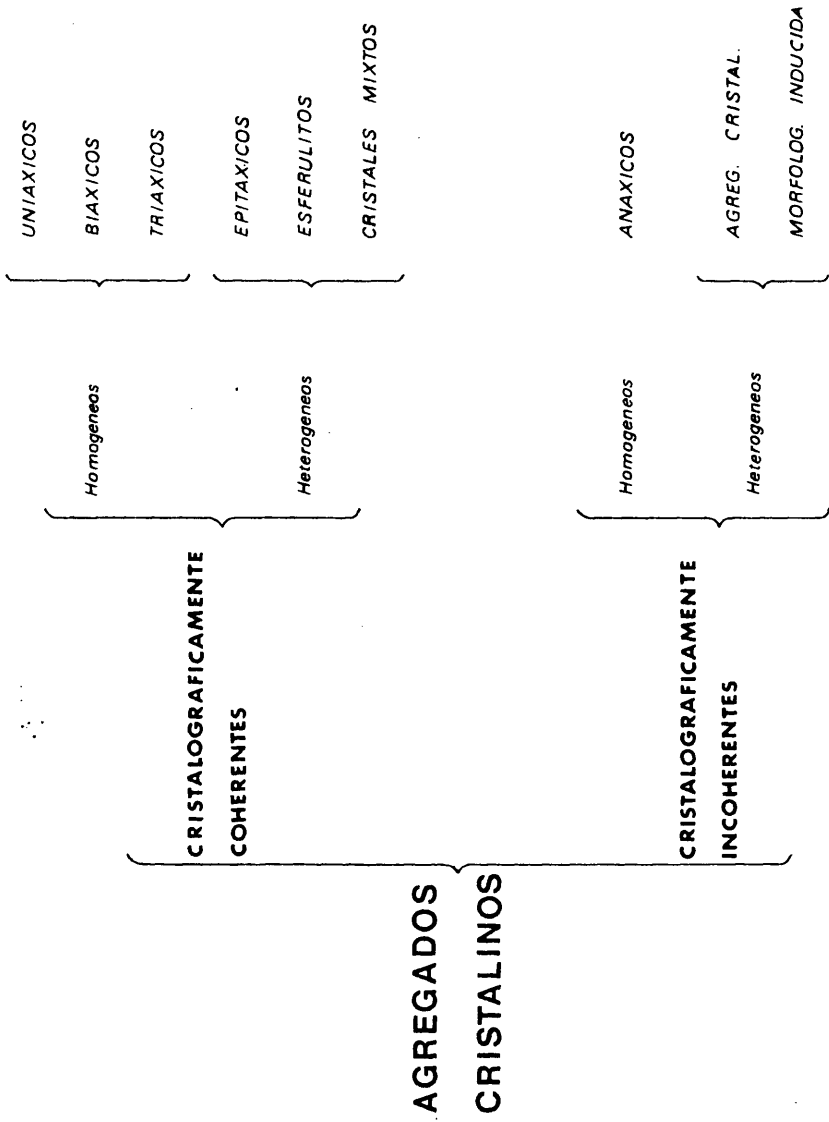 AGREGADOS
CRISTALINOS
CRISTALOGRAFICAMENTE
COHERENTES
Homogeneos
UNIAXICOS
BIAXICOS
TRIAXICOS
Heterogeneos
EPITAXICOS
ESFERULITOS
CRISTALES MIXTOS
CRISTALOGRAFICAMENTE
INCOHERENTES
Homogeneos
ANAXICOS
Heterogeneos
AGREG. CRISTAL.
MORFOLOG. INDUCIDA